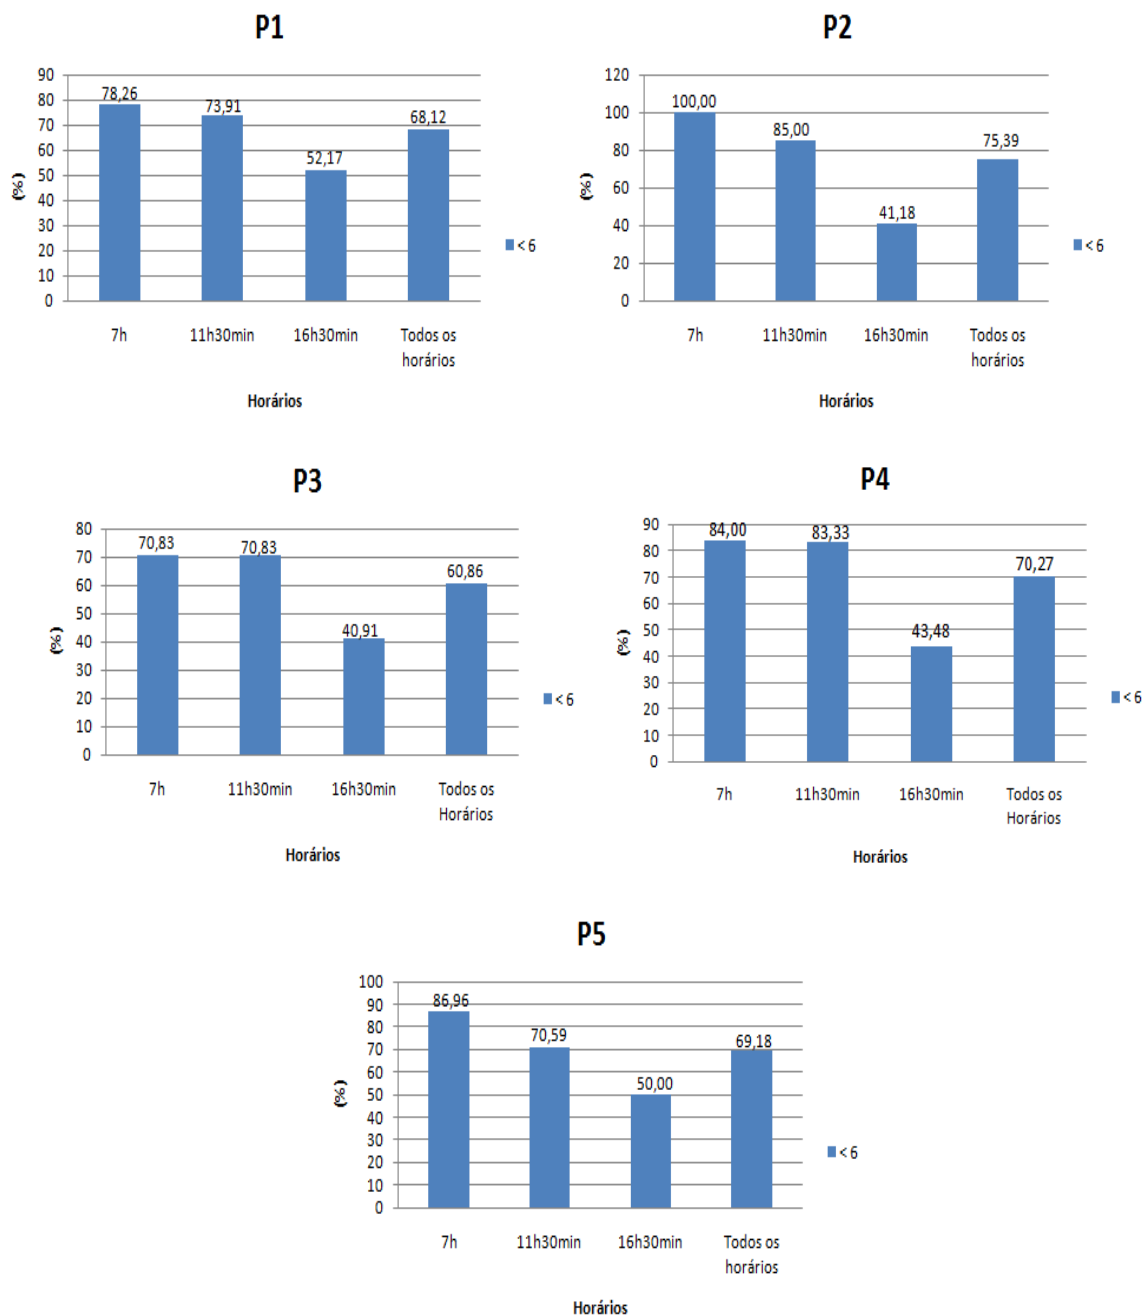 P1
90
80
70
60
50
40
30
20
10
0
(%)
78,26
73,91
52,17
68,12
7h
11h30min
16h30min
Todos os
horários
Horários
< 6
P2
120
100
80
60
40
20
0
(%)
100,00
85,00
41,18
75,39
7h
11h30min
16h30min
Todos os
horários
Horários
< 6
P3
80
70
60
50
40
30
20
10
0
(%)
70,83
70,83
40,91
60,86
7h
11h30min
16h30min
Todos os
Horários
Horários
< 6
P4
90
80
70
60
50
40
30
20
10
0
(%)
84,00
83,33
43,48
70,27
7h
11h30min
16h30min
Todos os
Horários
Horários
< 6
P5
100
90
80
70
60
50
40
30
20
10
0
(%)
86,96
70,59
50,00
69,18
7h
11h30min
16h30min
Todos os
horários
Horários
< 6